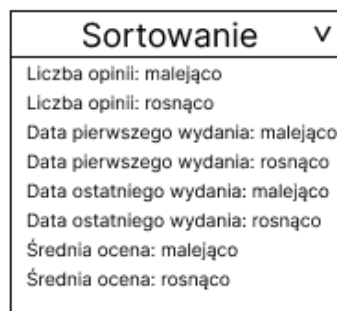 Sortowanie
Liczba opinii: malejąco
Liczba opinii: rosnąco
Data pierwszego wydania: malejąco
Data pierwszego wydania: rosnąco
Data ostatniego wydania: malejąco
Data ostatniego wydania: rosnąco
Średnia ocena: malejąco
Średnia ocena: rosnąco